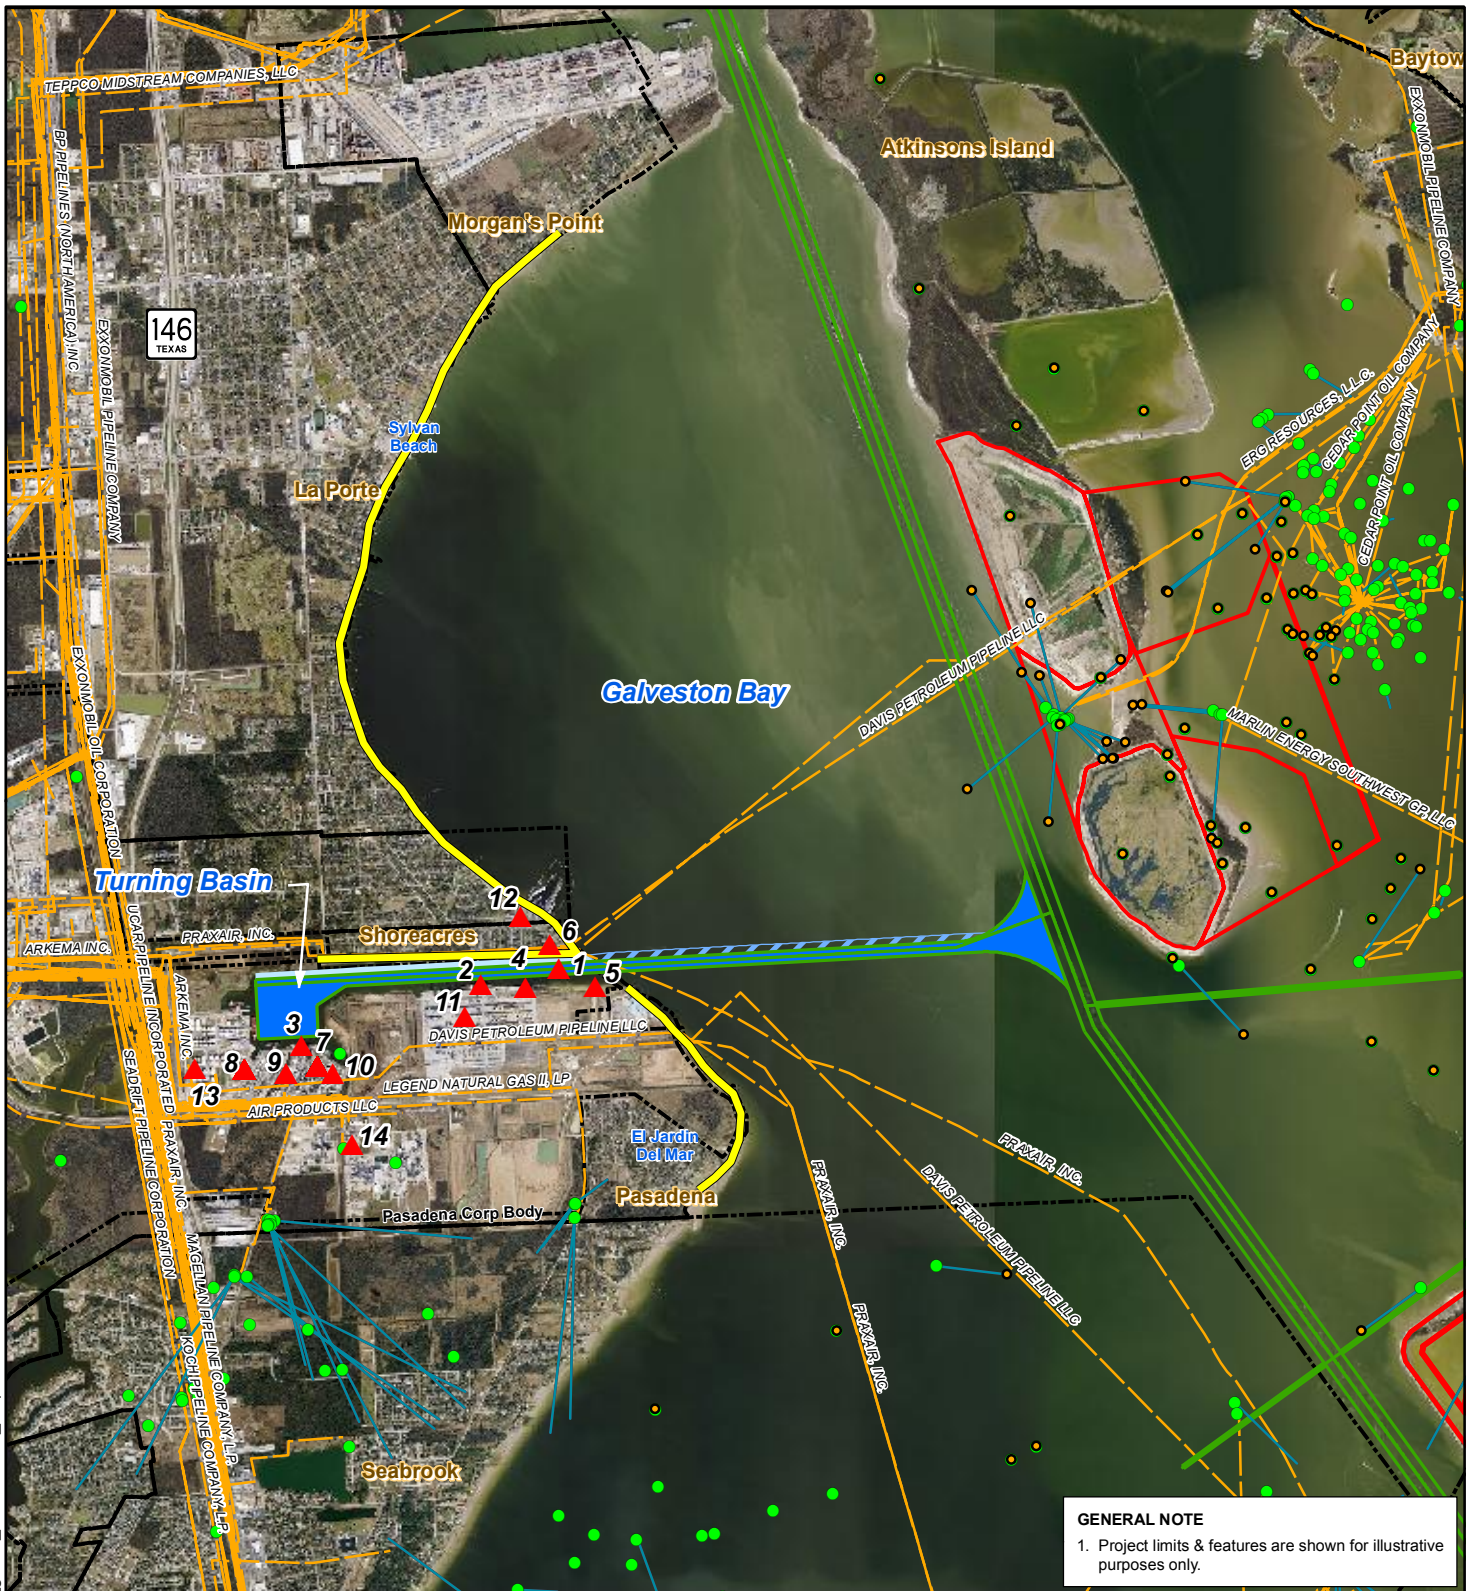 TEPPCO MIDSTREAM COMPANIES, LLC
Baytow
BP PIPELINES (NORTH AMERICA), INC.
EXXONMOBIL PIPELINE COMPANY
EXXONMOBIL PIPELINE COMPANY
Atkinsons Island
Morgan's Point
146
TEXAS
Sylvan
Beach
La Porte
ERG RESOURCES, L.L.C.
CEDAR POINT OIL COMPANY
CEDAR POINT OIL COMPANY
EXXONMOBIL OIL CORPORATION
Galveston Bay
DAVIS PETROLEUM PIPELINE LLC
MARLIN ENERGY SOUTHWEST GP, LLC
Turning Basin
12
6
ARKEMA INC.
PRAXAIR, INC.
Shoreacres
UCAR PIPELINE INCORPORATED
ARKEMA INC.
2
4
1
5
11
DAVIS PETROLEUM PIPELINE LLC
3
7
8
9
10
13
LEGEND NATURAL GAS II, LP
AIR PRODUCTS LLC
SEADRIFT PIPELINE CORPORATION
PRAXAIR, INC.
14
El Jardin
Del Mar
Pasadena
Pasadena Corp Body
PRAXAIR, INC.
PRAXAIR, INC.
DAVIS PETROLEUM PIPELINE LLC
PRAXAIR, INC.
MAGELLAN PIPELINE COMPANY, L.P.
KOCH PIPELINE COMPANY, L.P.
Seabrook
GENERAL NOTE
1. Project limits & features are shown for illustrative
purposes only.